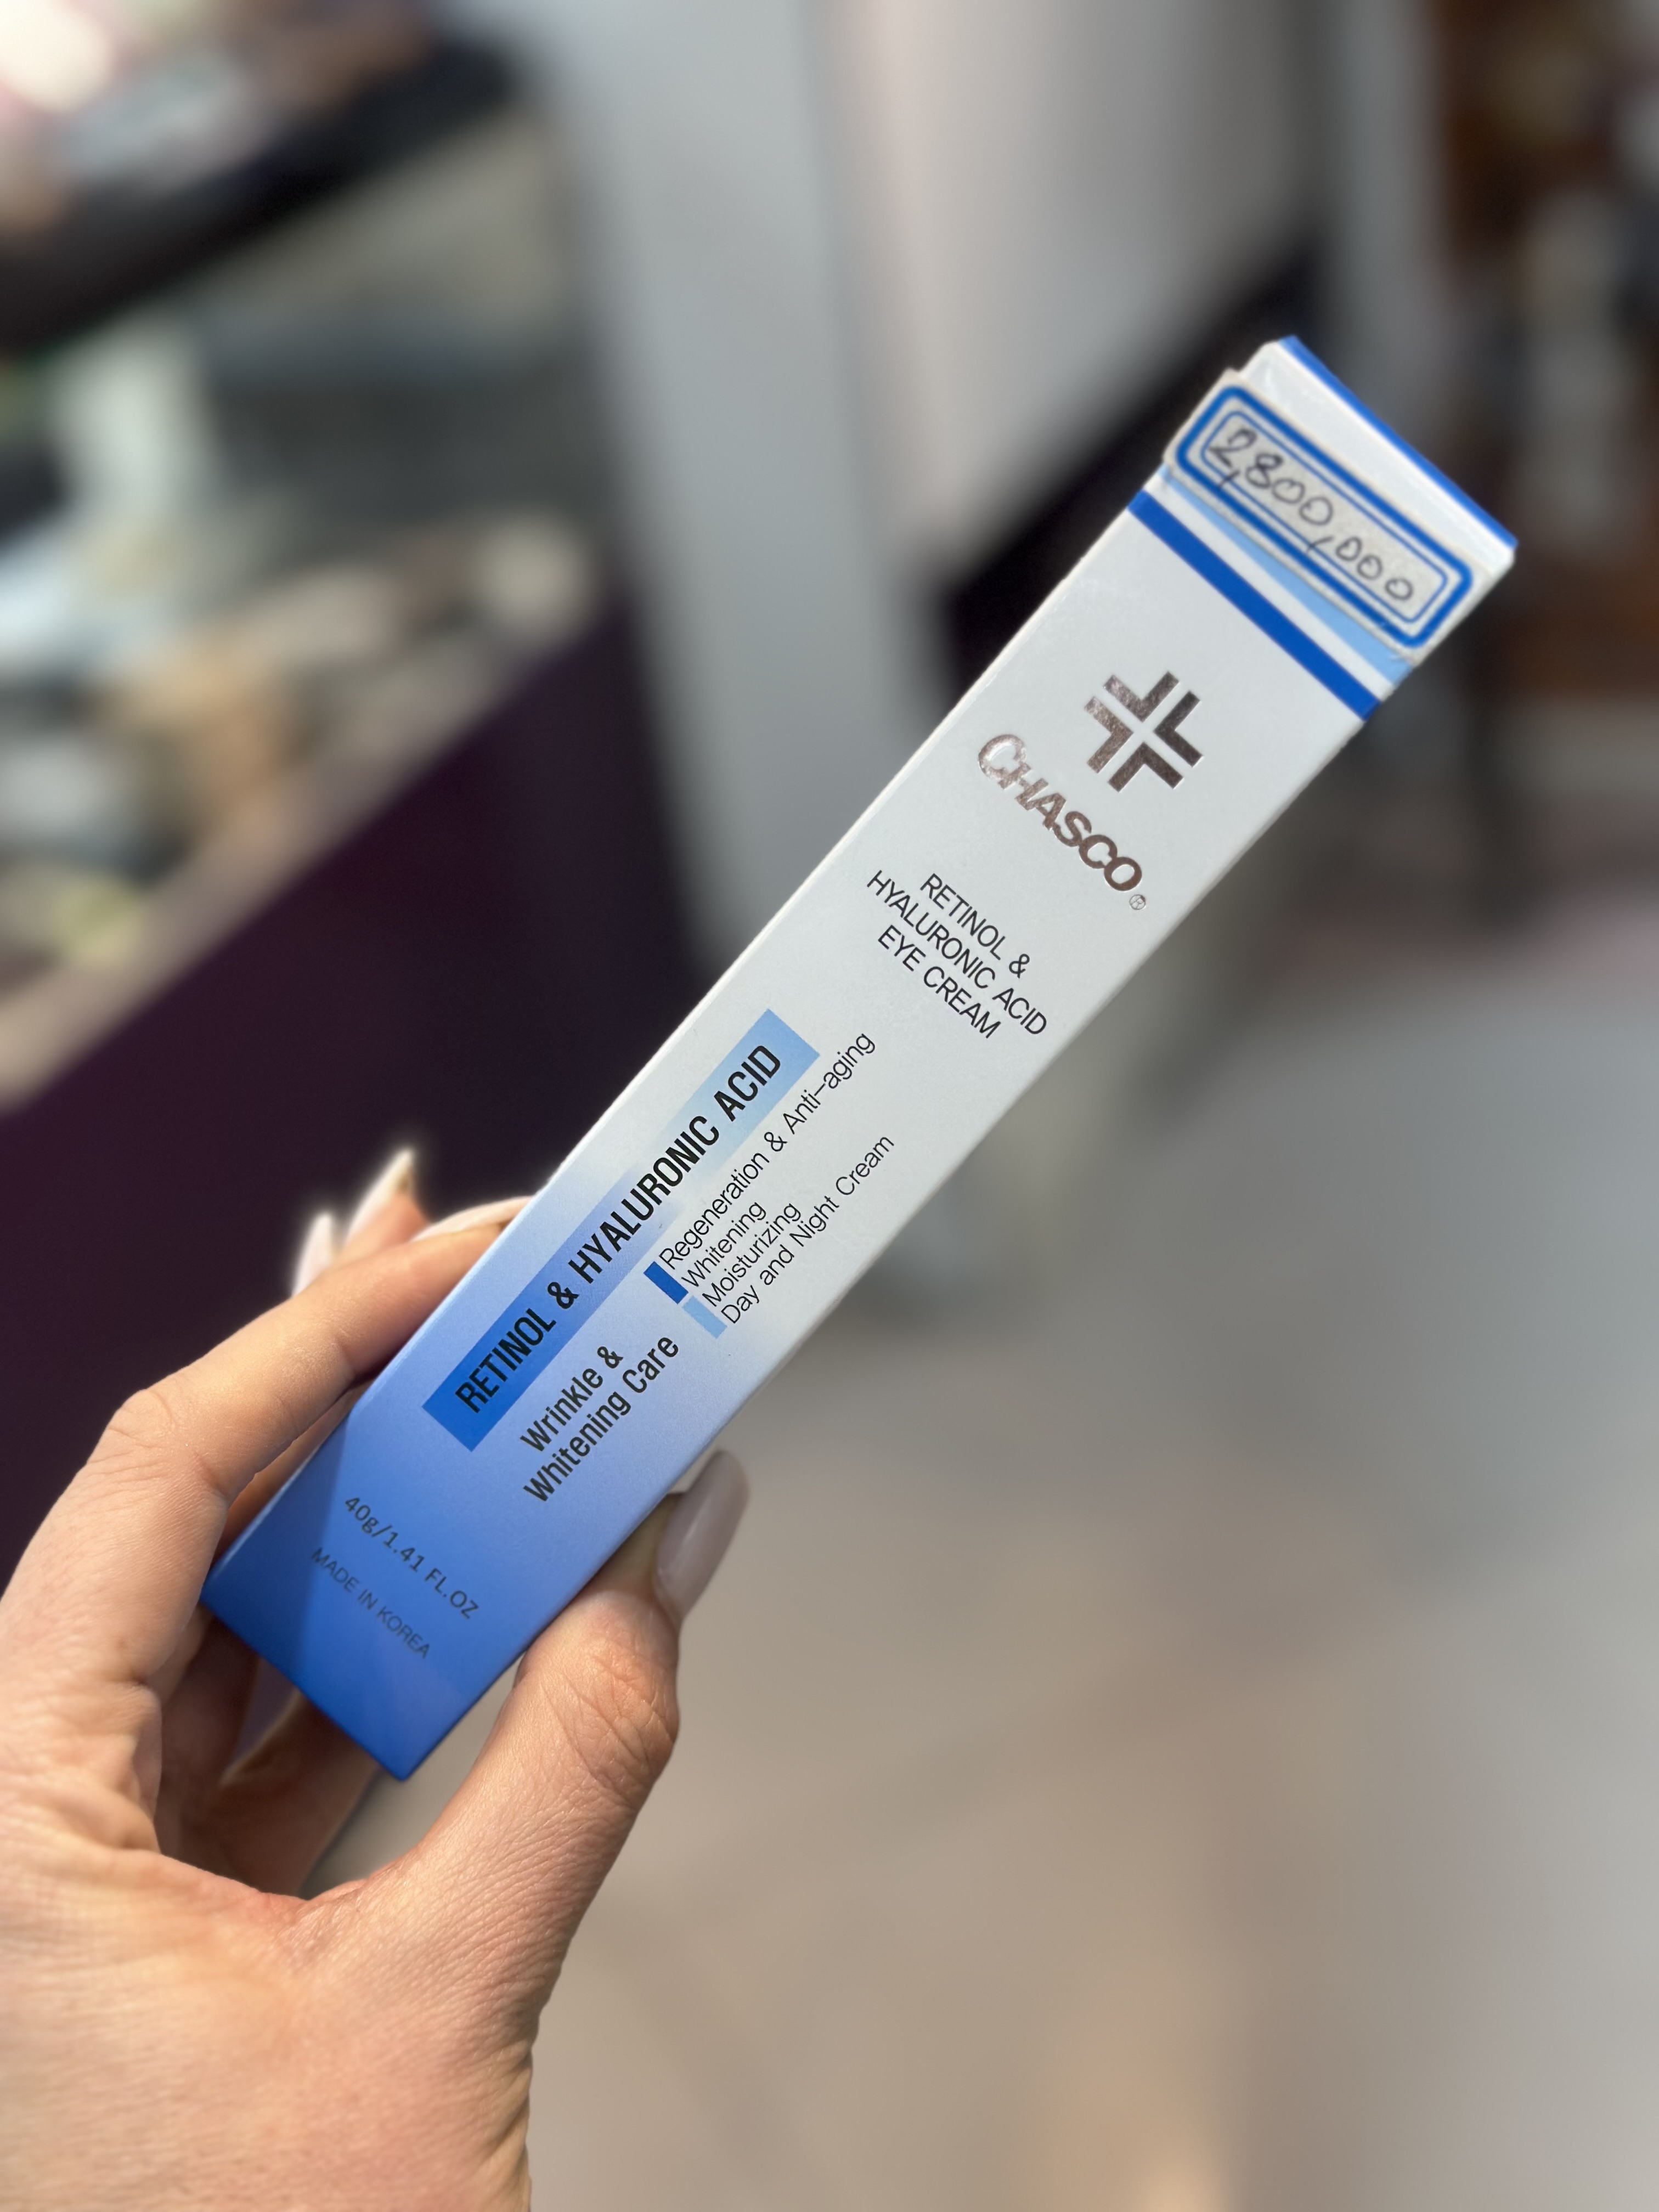 2,800,000
CHASCO®
RETINOL &
HYALURONIC ACID
EYE CREAM
RETINOL & HYALURONIC ACID
Regeneration & Anti-aging
Whitening
Moisturizing
Day and Night Cream
Wrinkle &
Whitening Care
40g/1.41 FL.OZ
MADE IN KOREA